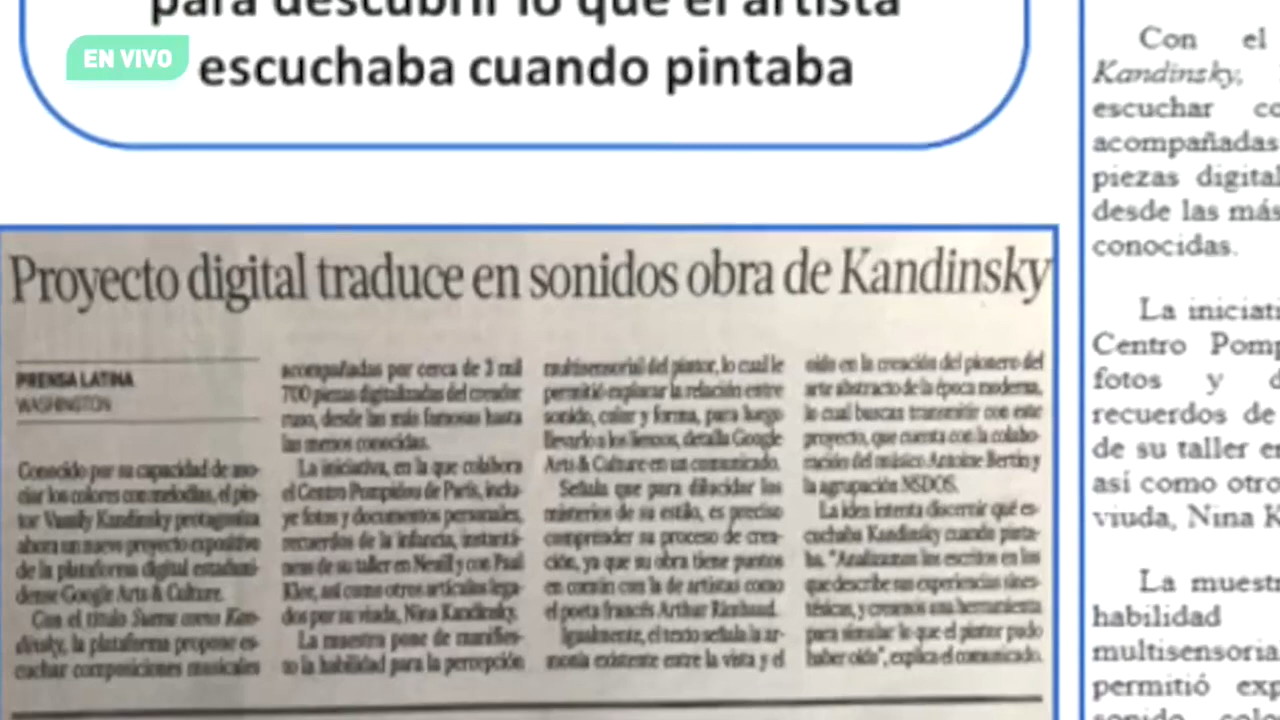 para descubrir lo que el artista
EN VIVO
escuchaba cuando pintaba
Proyecto digital traduce en sonidos obra de Kandinsky
PRENSA LATINA
WASHINGTON
Conocido por su capacidad de aso-
ciar los colores con melodías, el pin-
tor Vassily Kandinsky protagoniza
ahora un nuevo proyecto expositivo
de la plataforma digital estaduni-
dense Google Arts & Culture.
Con el título Suena como Kan-
dinsky, la plataforma propone es-
cuchar composiciones musicales
acompañadas por cerca de 3 mil
700 piezas digitalizadas del creador
ruso, desde las más famosas hasta
las menos conocidas.
La iniciativa, en la que colabora
el Centro Pompidou de París, inclu-
ye fotos y documentos personales,
recuerdos de la infancia, instantá-
neas de su taller en Neuilly con Paul
Klee, así como otros artículos lega-
dos por su viuda, Nina Kandinsky.
La muestra pone de manifies-
to la habilidad para la percepción
multisensorial del pintor, lo cual le
permitió explorar la relación entre
sonido, color y forma, para luego
llevarlo a los lienzos, detalla Google
Arts & Culture en un comunicado.
Señala que para dilucidar los
misterios de su estilo, es preciso
comprender su proceso de crea-
ción, ya que su obra tiene puntos
en común con la de artistas como
el poeta francés Arthur Rimbaud.
Igualmente, el texto señala la ar-
monía existente entre la vista y el
oído en la creación del pionero del
arte abstracto de la época moderna,
lo cual buscan transmitir con este
proyecto, que cuenta con la colabo-
ración del músico Antoine Bertin y
la agrupación NSDOS.
La idea intenta discernir qué es-
cuchaba Kandinsky cuando pinta-
ba. "Analizamos los escritos en los
que describe sus experiencias sines-
tésicas, y creamos una herramienta
para simular lo que el pintor pudo
haber oído", explica el comunicado.
Con el
Kandinsky,
escuchar co
acompañadas
piezas digital
desde las más
conocidas.
La iniciati
Centro Pomp
fotos y d
recuerdos de
de su taller en
así como otro
viuda, Nina K
La muestr
habilidad
multisensoria
permitió exp
sonido, colo